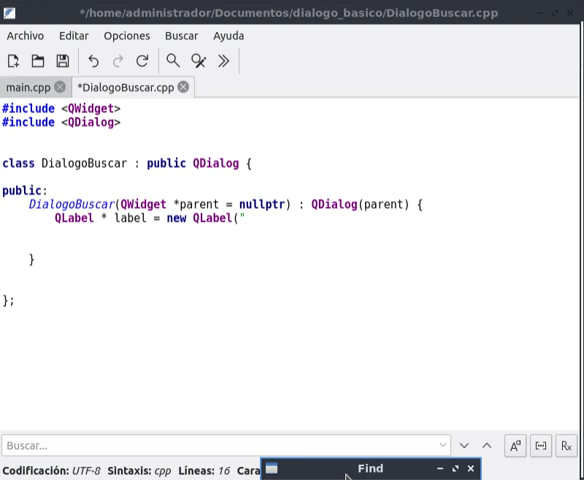 */home/administrador/Documentos/dialogo_basico/DialogoBuscar.cpp
Archivo Editar Opciones Buscar Ayuda
main.cpp *DialogoBuscar.cpp
#include <QWidget>
#include <QDialog>
class DialogoBuscar : public QDialog {
public:
DialogoBuscar(QWidget *parent = nullptr) : QDialog(parent) {
QLabel * label = new QLabel("
}
};
Buscar...
Codificación: UTF-8 Sintaxis: cpp Líneas: 16 Cara
Find